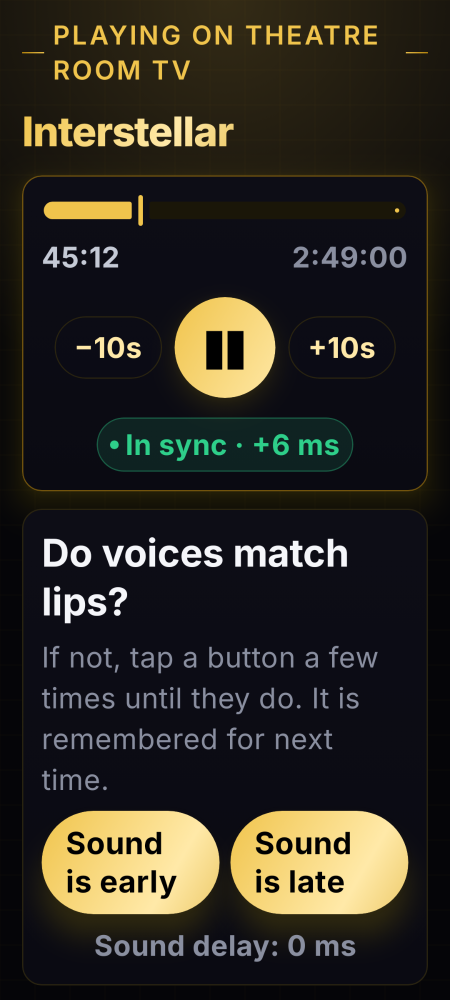 PLAYING ON THEATRE
ROOM TV
Interstellar
45:12
2:49:00
−10s
+10s
In sync · +6 ms
Do voices match
lips?
If not, tap a button a few
times until they do. It is
remembered for next
time.
Sound
is early
Sound
is late
Sound delay: 0 ms